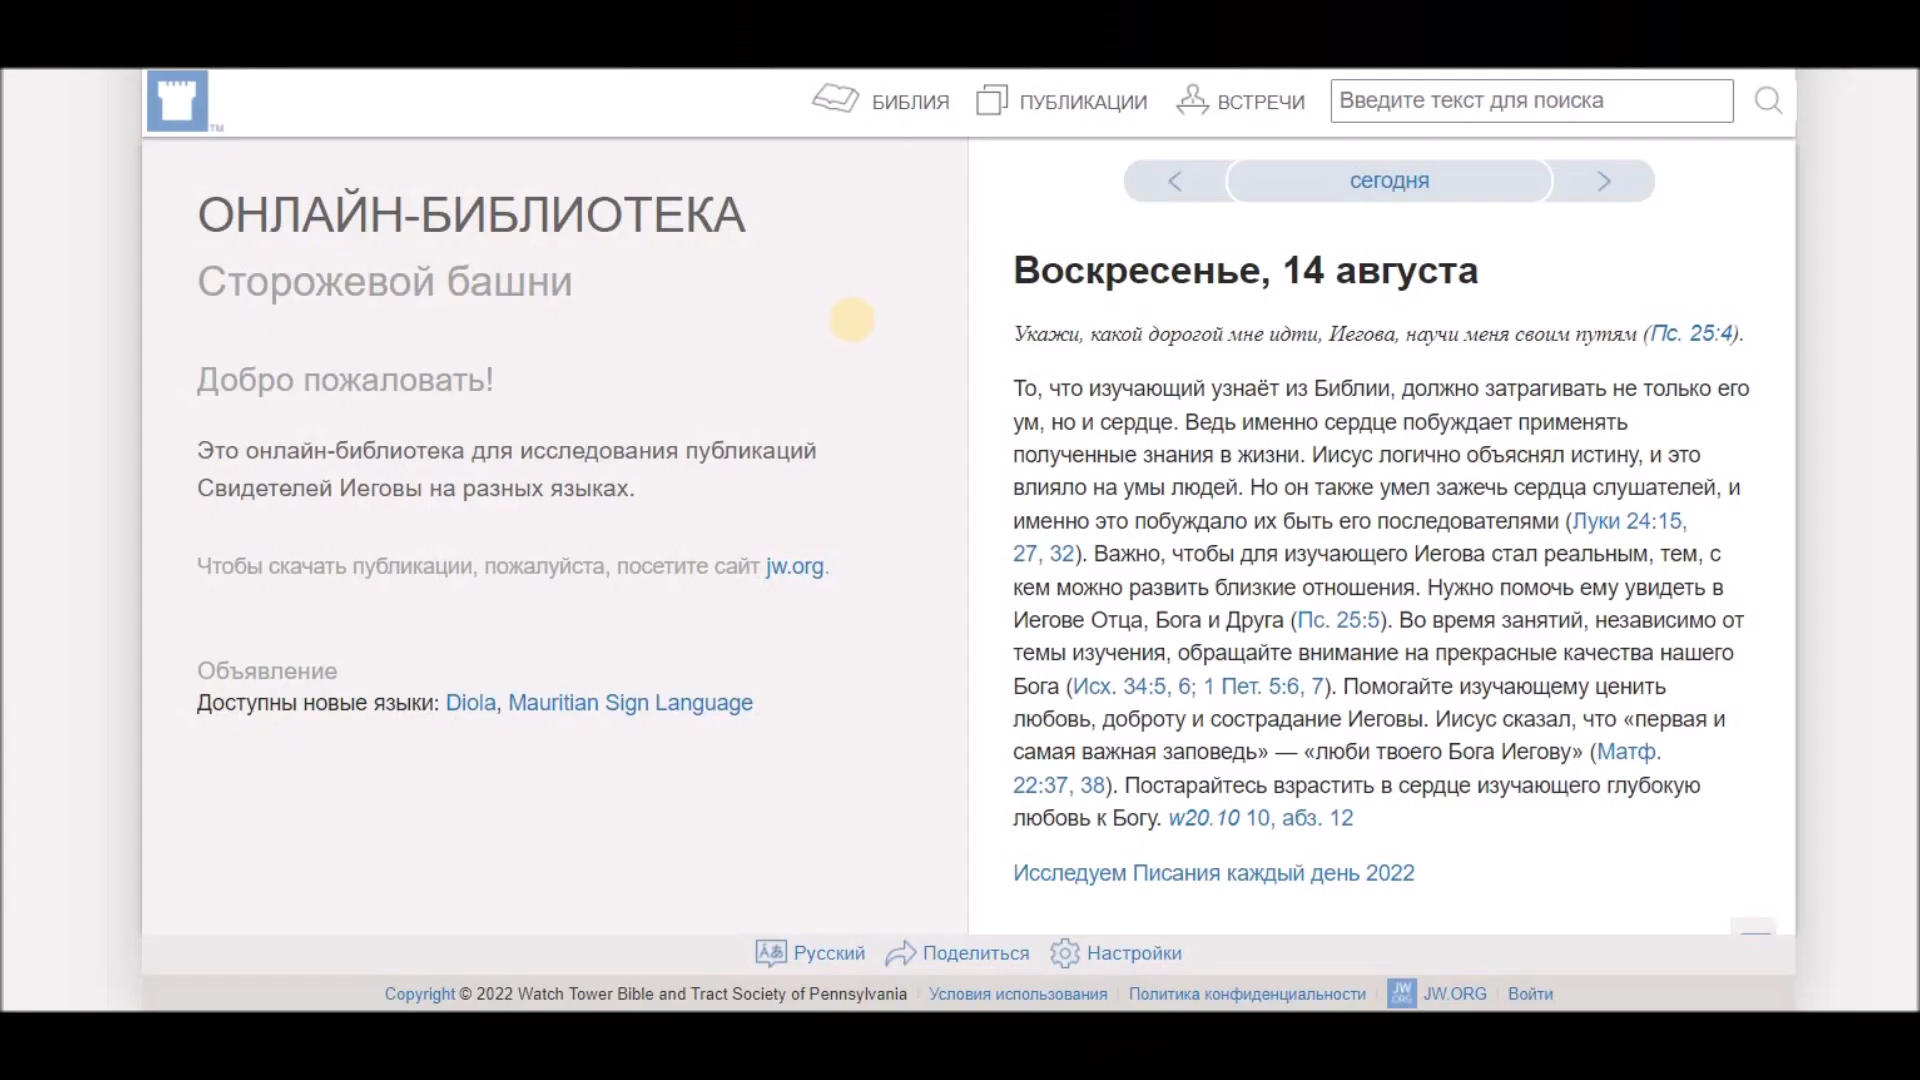 TM
БИБЛИЯ
ПУБЛИКАЦИИ
ВСТРЕЧИ
Введите текст для поиска
ОНЛАЙН-БИБЛИОТЕКА
Сторожевой башни
Добро пожаловать!
Это онлайн-библиотека для исследования публикаций
Свидетелей Иеговы на разных языках.
Чтобы скачать публикации, пожалуйста, посетите сайт jw.org.
Объявление
Доступны новые языки: Diola, Mauritian Sign Language
сегодня
Воскресенье, 14 августа
Укажи, какой дорогой мне идти, Иегова, научи меня своим путям (Пс. 25:4).
То, что изучающий узнаёт из Библии, должно затрагивать не только его
ум, но и сердце. Ведь именно сердце побуждает применять
полученные знания в жизни. Иисус логично объяснял истину, и это
влияло на умы людей. Но он также умел зажечь сердца слушателей, и
именно это побуждало их быть его последователями (Луки 24:15,
27, 32). Важно, чтобы для изучающего Иегова стал реальным, тем, с
кем можно развить близкие отношения. Нужно помочь ему увидеть в
Иегове Отца, Бога и Друга (Пс. 25:5). Во время занятий, независимо от
темы изучения, обращайте внимание на прекрасные качества нашего
Бога (Исх. 34:5, 6; 1 Пет. 5:6, 7). Помогайте изучающему ценить
любовь, доброту и сострадание Иеговы. Иисус сказал, что «первая и
самая важная заповедь» — «люби твоего Бога Иегову» (Матф.
22:37, 38). Постарайтесь взрастить в сердце изучающего глубокую
любовь к Богу. w20.10 10, абз. 12
Исследуем Писания каждый день 2022
Русский
Поделиться
Настройки
Copyright © 2022 Watch Tower Bible and Tract Society of Pennsylvania
Условия использования
Политика конфиденциальности
JW.ORG
JW.ORG
Войти